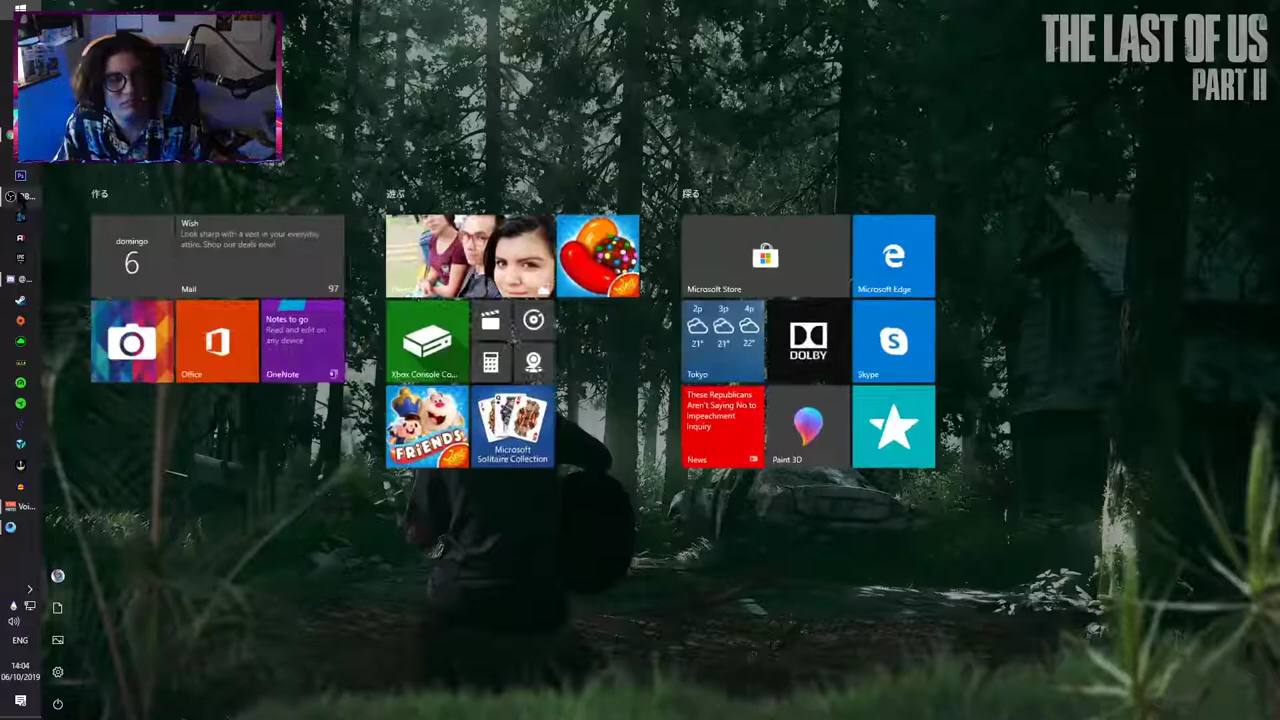 THE LAST OF US
PART II
作る
遊ぶ
探る
domingo
6
Wish
Look sharp with a vest in your everyday
attire. Shop our deals now!
Mail
97
Office
Notes to go
Read and edit on
any device
OneNote
Xbox Console Co...
FRIENDS
Microsoft
Solitaire Collection
Microsoft Store
Microsoft Edge
2p 3p 4p
21° 21° 22°
Tokyo
DOLBY
Skype
These Republicans
Aren't Saying No to
Impeachment
Inquiry
News
Paint 3D
Ps
Voi...
ENG
14:04
06/10/2019